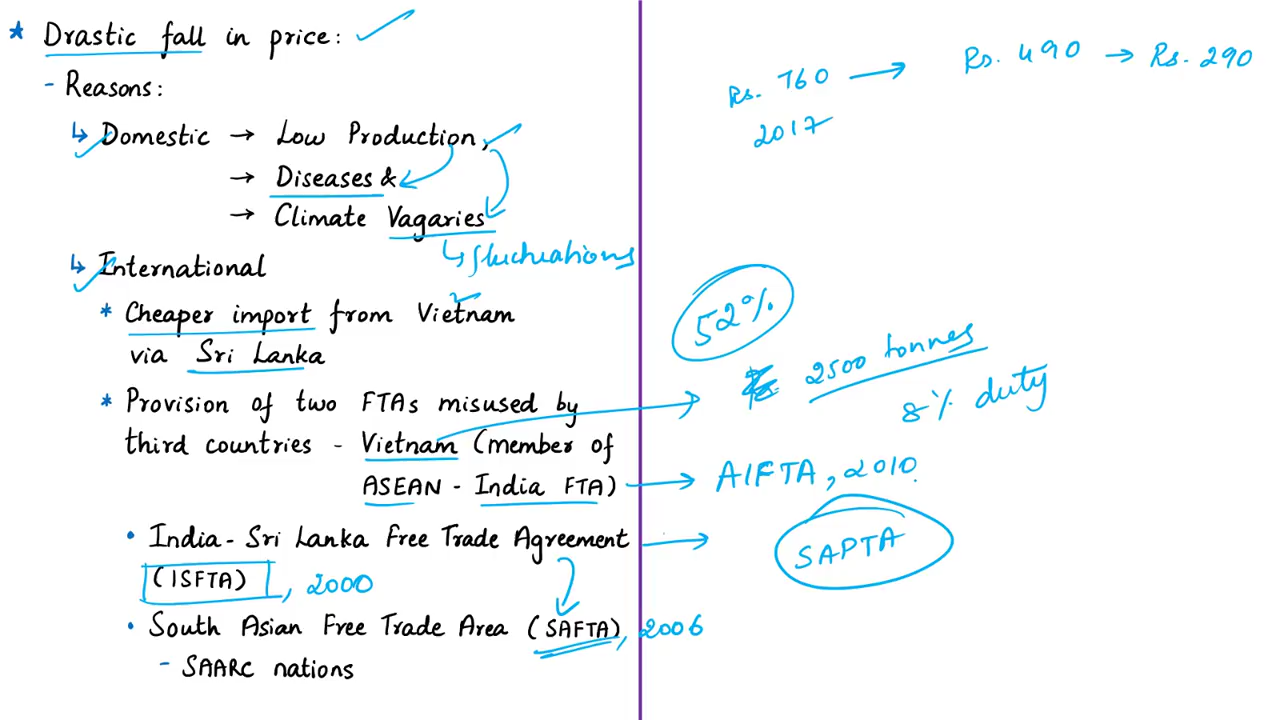 * Drastic fall in price:
- Reasons:
↳ Domestic → Low Production,
→ Diseases &
→ Climate Vagaries
↳ fluctuations
↳ International
* Cheaper import from Vietnam
via Sri Lanka
* Provision of two FTAs misused by
third countries - Vietnam (member of
ASEAN - India FTA)
• India - Sri Lanka Free Trade Agreement
(ISFTA), 2000
• South Asian Free Trade Area (SAFTA), 2006
- SAARC nations
Rs. 760 → Rs. 490 → Rs. 290
2017
52%
2500 tonnes
8% duty
AIFTA, 2010.
SAPTA